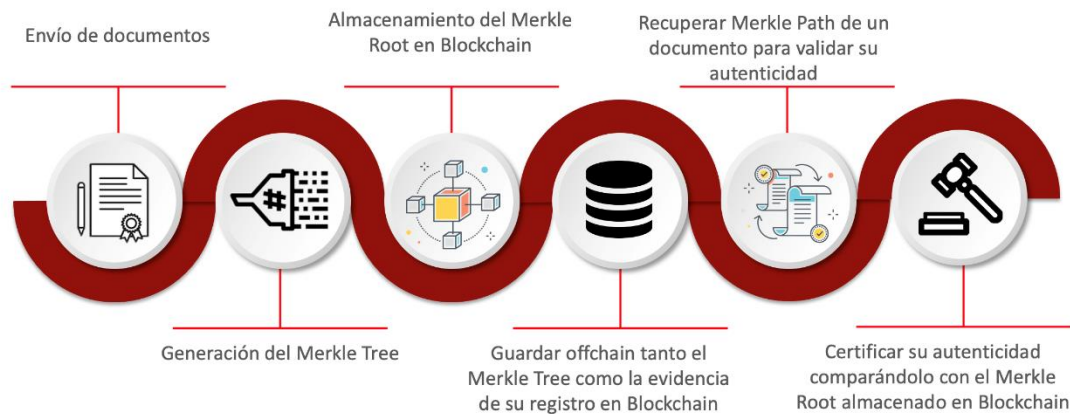 Envío de documentos
Generación del Merkle Tree
Almacenamiento del Merkle
Root en Blockchain
Guardar offchain tanto el
Merkle Tree como la evidencia
de su registro en Blockchain
Recuperar Merkle Path de un
documento para validar su
autenticidad
Certificar su autenticidad
comparándolo con el Merkle
Root almacenado en Blockchain
#